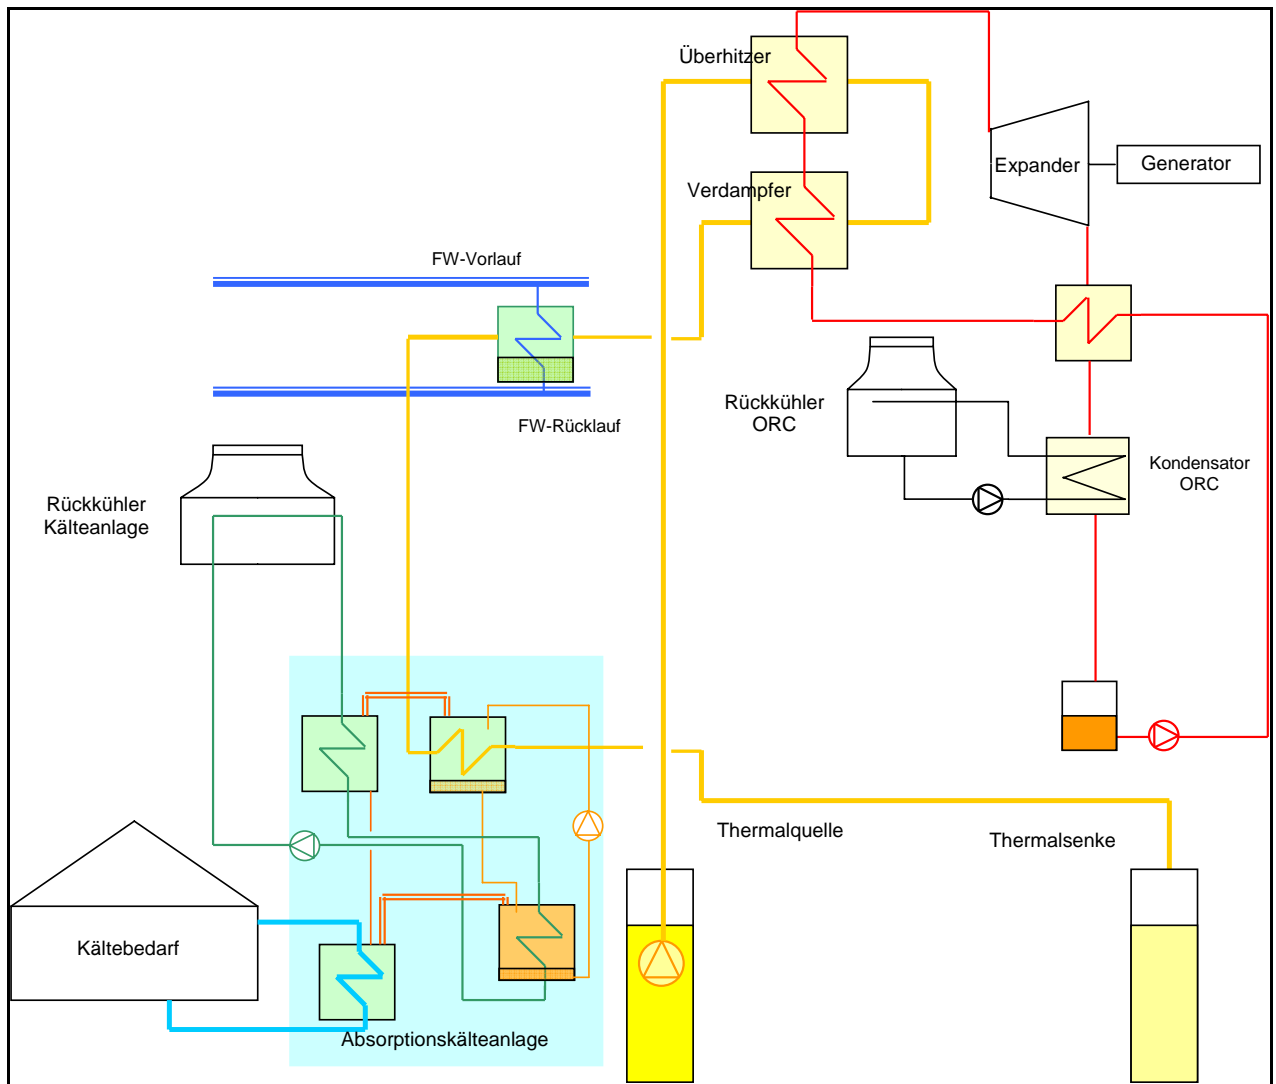 Überhitzer
Expander
Generator
Verdampfer
FW-Vorlauf
Rückkühler
ORC
FW-Rücklauf
Kondensator
ORC
Rückkühler
Kälteanlage
Thermalquelle
Thermalsenke
Kältebedarf
Absorptionskälteanlage